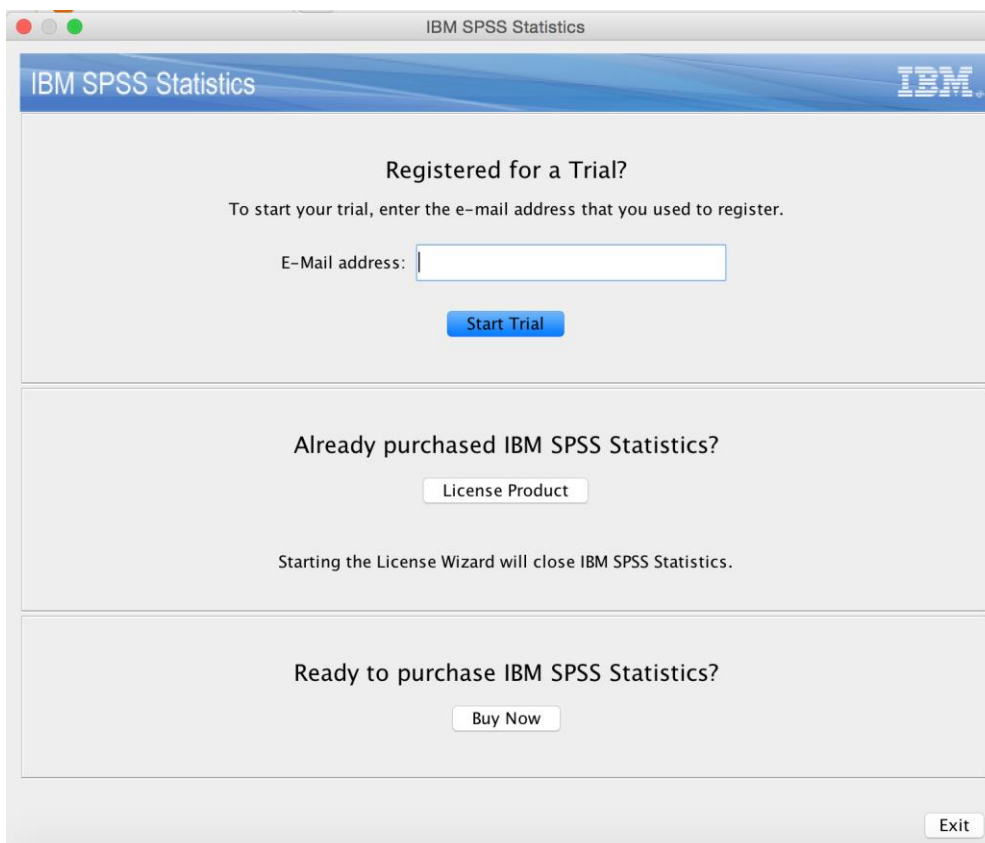 IBM SPSS Statistics
IBM SPSS Statistics
IBM.
Registered for a Trial?
To start your trial, enter the e-mail address that you used to register.
E-Mail address:
Start Trial
Already purchased IBM SPSS Statistics?
License Product
Starting the License Wizard will close IBM SPSS Statistics.
Ready to purchase IBM SPSS Statistics?
Buy Now
Exit